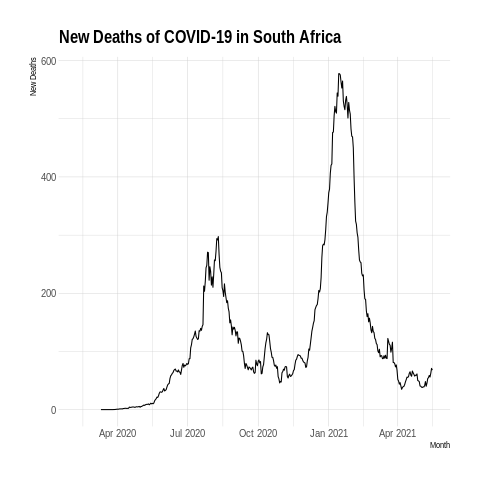 New Deaths of COVID-19 in South Africa
New Deaths
600
400
200
0
Apr 2020
Jul 2020
Oct 2020
Jan 2021
Apr 2021
Month